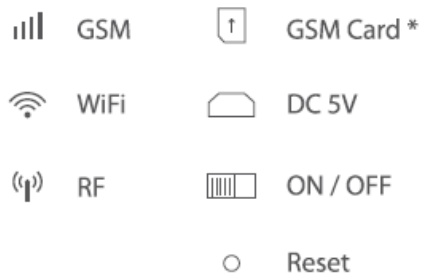 GSM
GSM Card *
WiFi
DC 5V
RF
ON / OFF
Reset